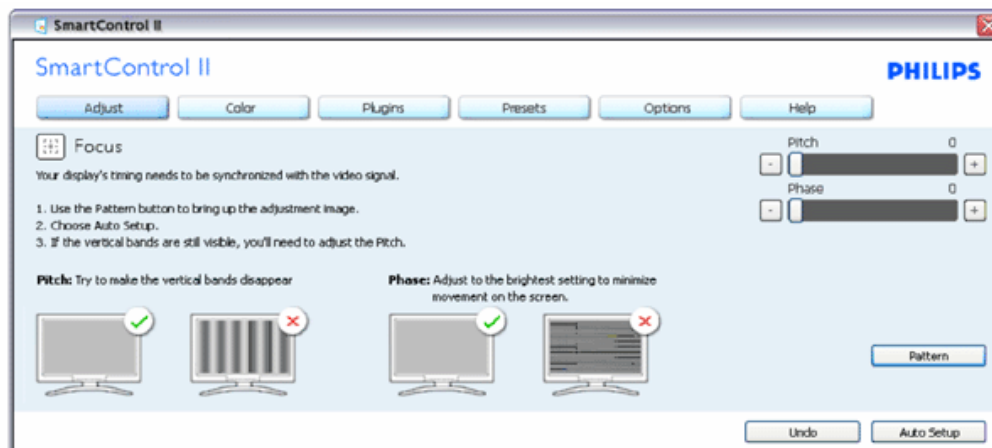 SmartControl II
SmartControl II
PHILIPS
Adjust Color Plugins Presets Options Help
Focus
Your display's timing needs to be synchronized with the video signal.
1. Use the Pattern button to bring up the adjustment image.
2. Choose Auto Setup.
3. If the vertical bands are still visible, you'll need to adjust the Pitch.
Pitch 0
- +
Phase 0
- +
Pitch: Try to make the vertical bands disappear
Phase: Adjust to the brightest setting to minimize
movement on the screen.
Pattern
Undo Auto Setup